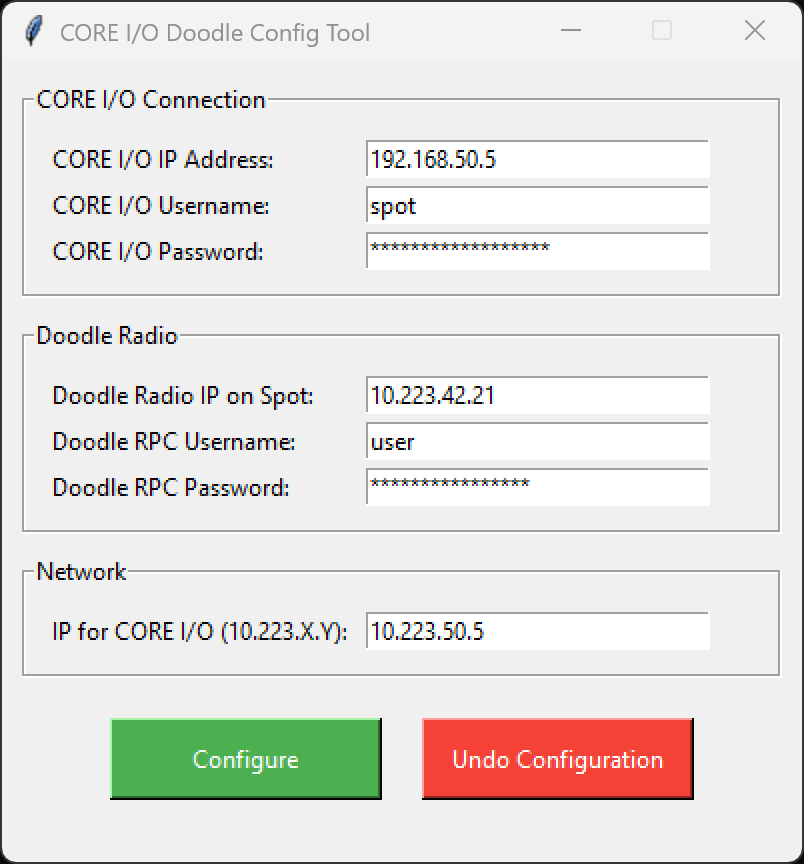 CORE I/O Doodle Config Tool
CORE I/O Connection
CORE I/O IP Address: 192.168.50.5
CORE I/O Username: spot
CORE I/O Password: ******************
Doodle Radio
Doodle Radio IP on Spot: 10.223.42.21
Doodle RPC Username: user
Doodle RPC Password: ****************
Network
IP for CORE I/O (10.223.X.Y): 10.223.50.5
Configure Undo Configuration